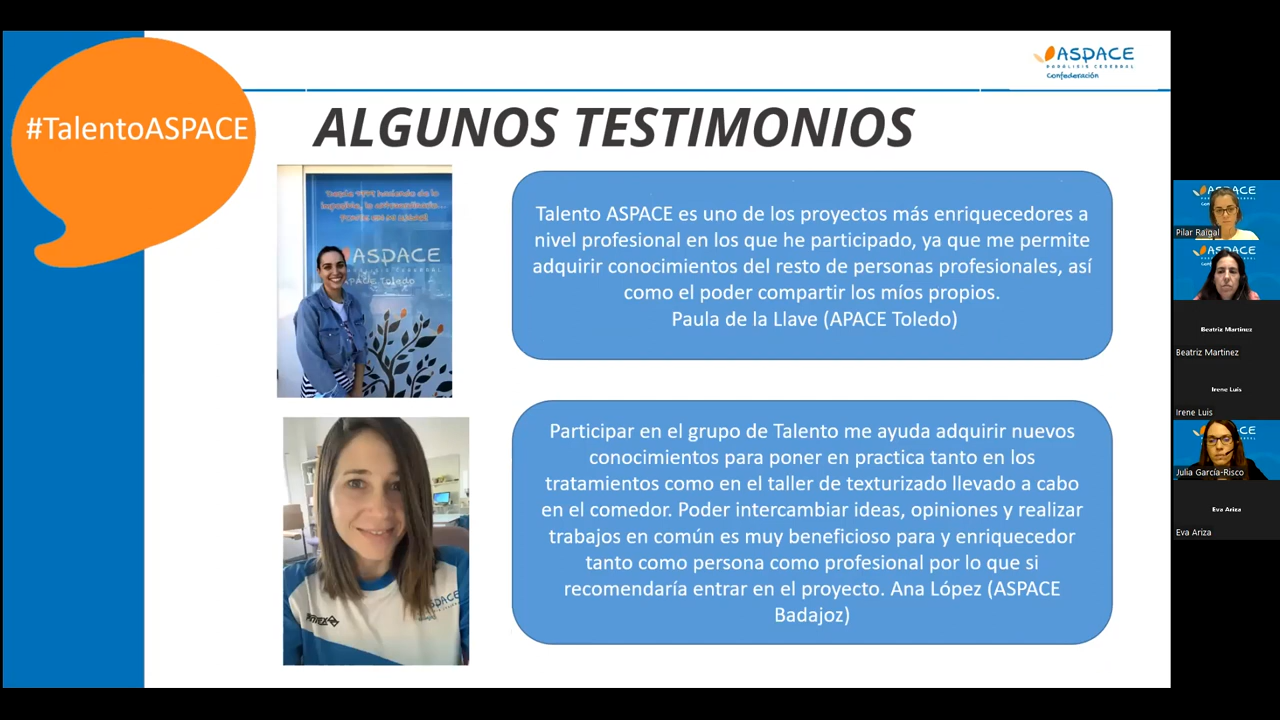 #TalentoASPACE
ASPACE
PARÁLISIS CEREBRAL
Confederación
ALGUNOS TESTIMONIOS
ASPACE
Talento ASPACE es uno de los proyectos más enriquecedores a
nivel profesional en los que he participado, ya que me permite
adquirir conocimientos del resto de personas profesionales, así
como el poder compartir los míos propios.
Paula de la Llave (APACE Toledo)
Participar en el grupo de Talento me ayuda adquirir nuevos
conocimientos para poner en practica tanto en los
tratamientos como en el taller de texturizado llevado a cabo
en el comedor. Poder intercambiar ideas, opiniones y realizar
trabajos en común es muy beneficioso para y enriquecedor
tanto como persona como profesional por lo que si
recomendaría entrar en el proyecto. Ana López (ASPACE
Badajoz)
Pilar Raigal
Beatriz Martinez
Beatriz Martinez
Irene Luis
Irene Luis
Julia García-Risco
Eva Ariza
Eva Ariza